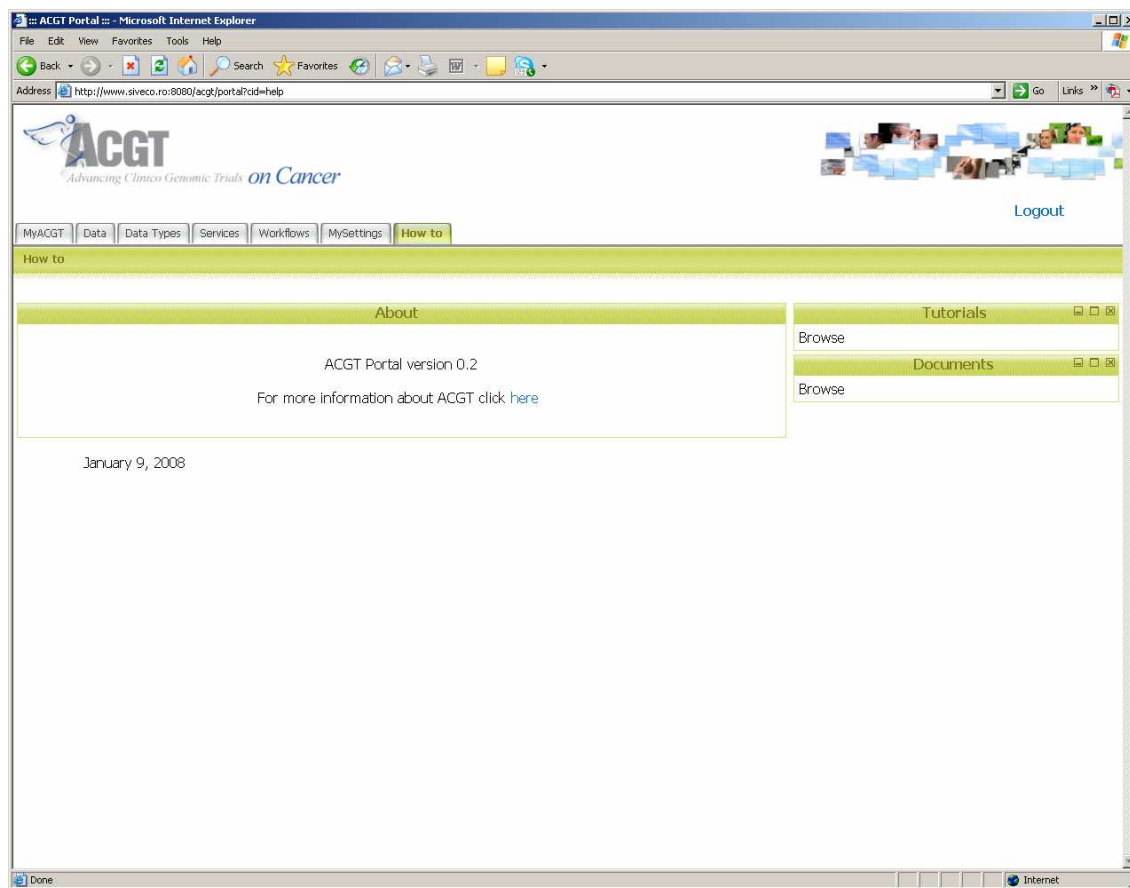 ::: ACGT Portal ::: - Microsoft Internet Explorer
File Edit View Favorites Tools Help
Back Search Favorites
Address http://www.siveco.ro:8080/acgt/portal?cid=help Go Links »
ACGT
Advancing Clinico Genomic Trials on Cancer
Logout
MyACGT Data Data Types Services Workflows MySettings How to
How to
About
ACGT Portal version 0.2
For more information about ACGT click here
Tutorials
Browse
Documents
Browse
January 9, 2008
Done Internet